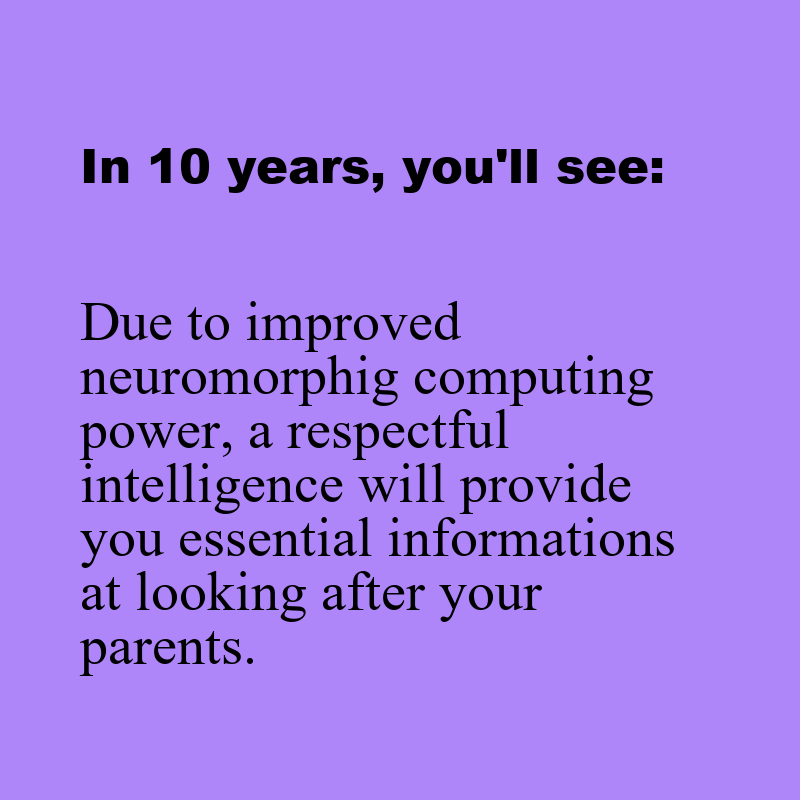 In 10 years, you'll see:
Due to improved
neuromorphig computing
power, a respectful
intelligence will provide
you essential informations
at looking after your
parents.